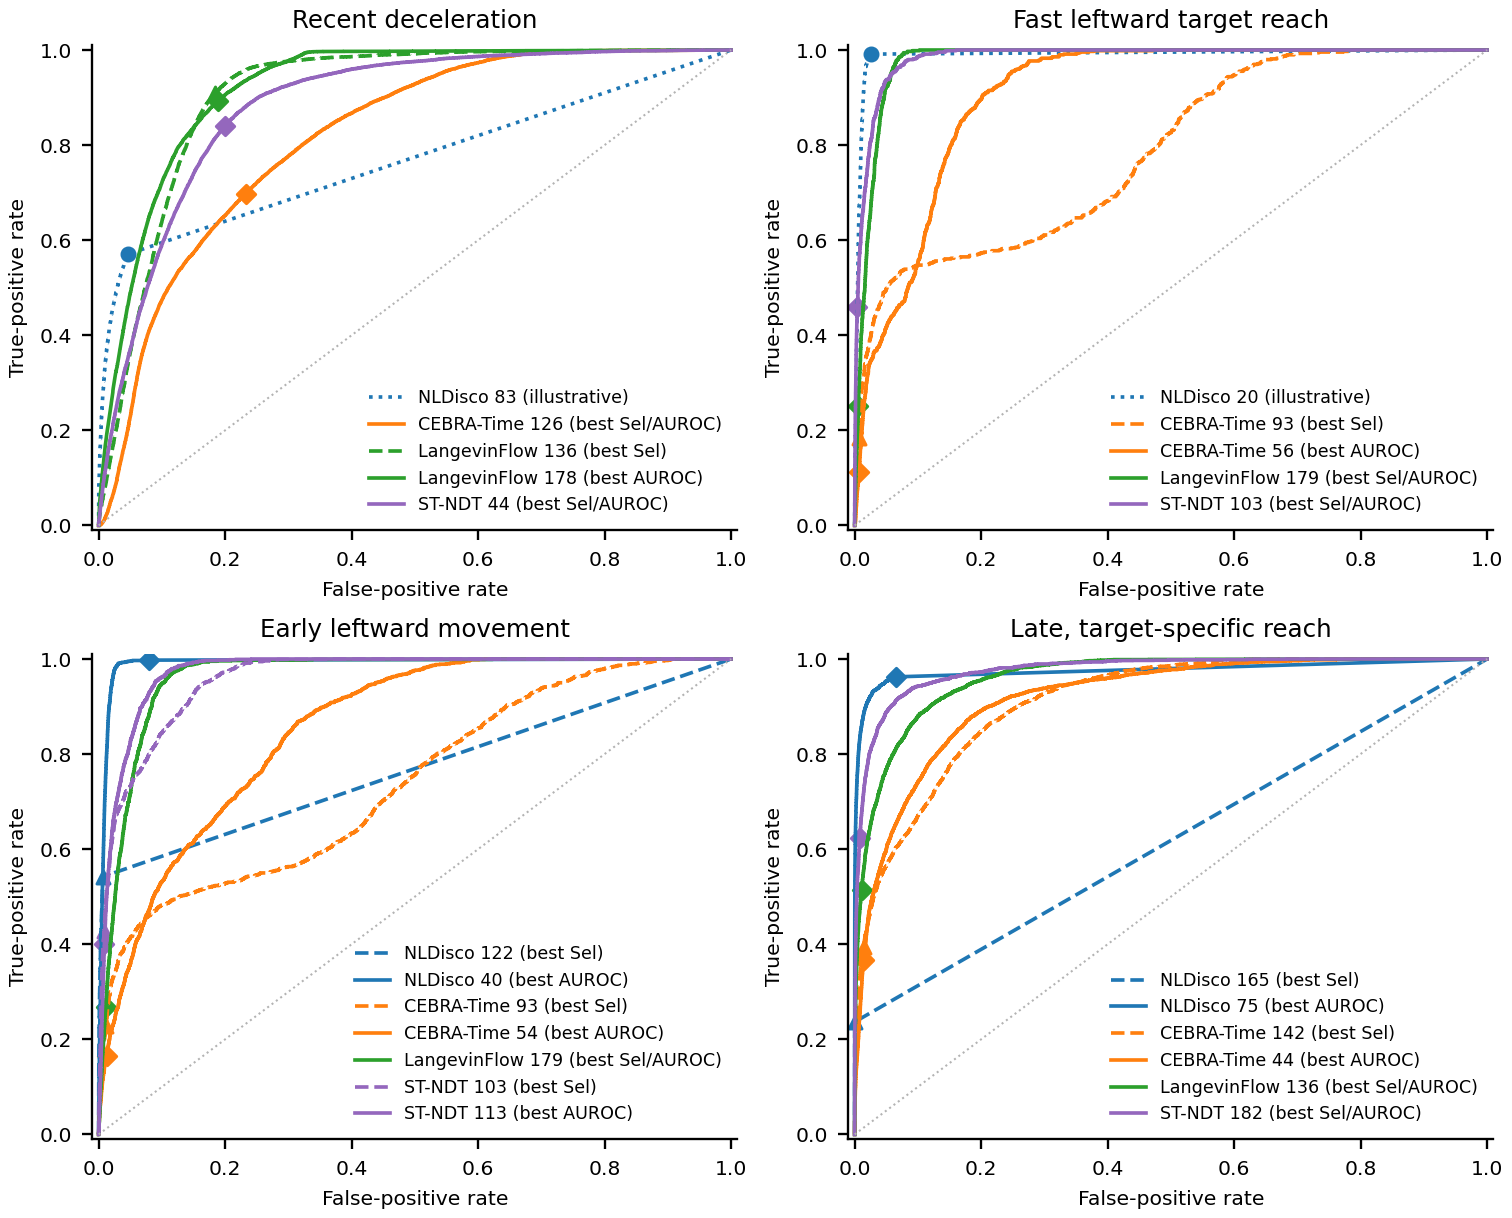 Recent deceleration
1.0
0.8
0.6
0.4
0.2
0.0
True-positive rate
NLDisco 83 (illustrative)
CEBRA-Time 126 (best Sel/AUROC)
LangevinFlow 136 (best Sel)
LangevinFlow 178 (best AUROC)
ST-NDT 44 (best Sel/AUROC)
0.0 0.2 0.4 0.6 0.8 1.0
False-positive rate
Fast leftward target reach
1.0
0.8
0.6
0.4
0.2
0.0
True-positive rate
NLDisco 20 (illustrative)
CEBRA-Time 93 (best Sel)
CEBRA-Time 56 (best AUROC)
LangevinFlow 179 (best Sel/AUROC)
ST-NDT 103 (best Sel/AUROC)
0.0 0.2 0.4 0.6 0.8 1.0
False-positive rate
Early leftward movement
1.0
0.8
0.6
0.4
0.2
0.0
True-positive rate
NLDisco 122 (best Sel)
NLDisco 40 (best AUROC)
CEBRA-Time 93 (best Sel)
CEBRA-Time 54 (best AUROC)
LangevinFlow 179 (best Sel/AUROC)
ST-NDT 103 (best Sel)
ST-NDT 113 (best AUROC)
0.0 0.2 0.4 0.6 0.8 1.0
False-positive rate
Late, target-specific reach
1.0
0.8
0.6
0.4
0.2
0.0
True-positive rate
NLDisco 165 (best Sel)
NLDisco 75 (best AUROC)
CEBRA-Time 142 (best Sel)
CEBRA-Time 44 (best AUROC)
LangevinFlow 136 (best Sel/AUROC)
ST-NDT 182 (best Sel/AUROC)
0.0 0.2 0.4 0.6 0.8 1.0
False-positive rate